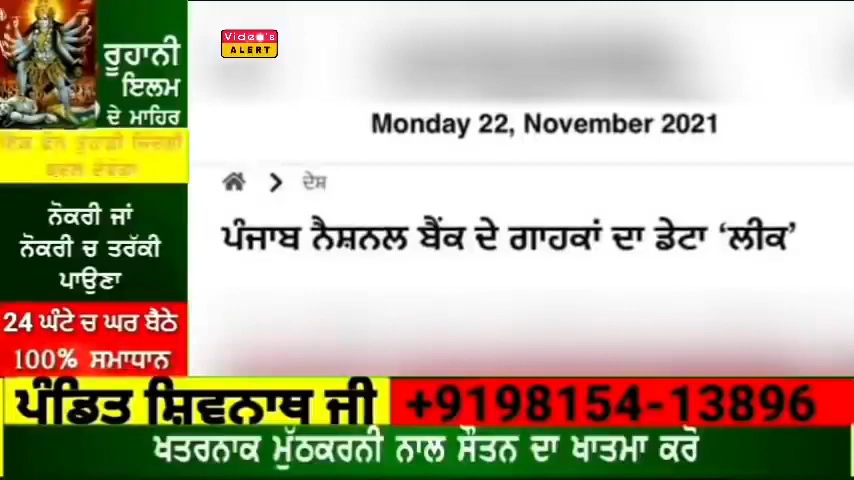 Video's
ALERT
Monday 22, November 2021
ਦੇਸ਼
ਪੰਜਾਬ ਨੈਸ਼ਨਲ ਬੈਂਕ ਦੇ ਗਾਹਕਾਂ ਦਾ ਡੇਟਾ ‘ਲੀਕ’
ਰੂਹਾਨੀ
ਇਲਮ
ਦੇ ਮਾਹਿਰ
ਨੋਕਰੀ ਜਾਂ
ਨੋਕਰੀ ਚ ਤਰੱਕੀ
ਪਾਉਣਾ
24 ਘੰਟੇ ਚ ਘਰ ਬੈਠੇ
100% ਸਮਾਧਾਨ
ਪੰਡਿਤ ਸ਼ਿਵਨਾਥ ਜੀ +9198154-13896
ਖਤਰਨਾਕ ਮੁੱਠਕਰਨੀ ਨਾਲ ਸੌਤਨ ਦਾ ਖਾਤਮਾ ਕਰੋ